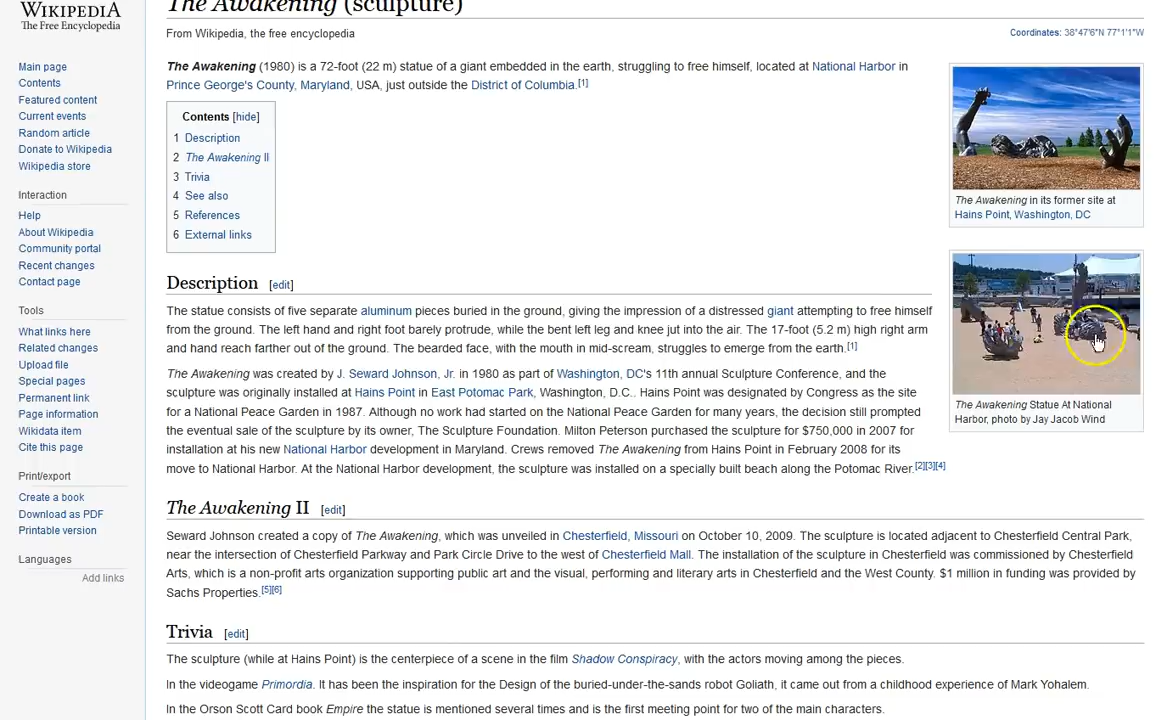 WIKIPEDIA
The Free Encyclopedia
Main page
Contents
Featured content
Current events
Random article
Donate to Wikipedia
Wikipedia store
Interaction
Help
About Wikipedia
Community portal
Recent changes
Contact page
Tools
What links here
Related changes
Upload file
Special pages
Permanent link
Page information
Wikidata item
Cite this page
Print/export
Create a book
Download as PDF
Printable version
Languages
Add links
The Awakening (sculpture)
From Wikipedia, the free encyclopedia
Coordinates: 38°47′6″N 77°1′1″W
The Awakening (1980) is a 72-foot (22 m) statue of a giant embedded in the earth, struggling to free himself, located at National Harbor in
Prince George's County, Maryland, USA, just outside the District of Columbia.[1]
Contents [hide]
1 Description
2 The Awakening II
3 Trivia
4 See also
5 References
6 External links
The Awakening in its former site at
Hains Point, Washington, DC
The Awakening Statue At National
Harbor, photo by Jay Jacob Wind
Description [edit]
The statue consists of five separate aluminum pieces buried in the ground, giving the impression of a distressed giant attempting to free himself
from the ground. The left hand and right foot barely protrude, while the bent left leg and knee jut into the air. The 17-foot (5.2 m) high right arm
and hand reach farther out of the ground. The bearded face, with the mouth in mid-scream, struggles to emerge from the earth.[1]
The Awakening was created by J. Seward Johnson, Jr. in 1980 as part of Washington, DC's 11th annual Sculpture Conference, and the
sculpture was originally installed at Hains Point in East Potomac Park, Washington, D.C.. Hains Point was designated by Congress as the site
for a National Peace Garden in 1987. Although no work had started on the National Peace Garden for many years, the decision still prompted
the eventual sale of the sculpture by its owner, The Sculpture Foundation. Milton Peterson purchased the sculpture for $750,000 in 2007 for
installation at his new National Harbor development in Maryland. Crews removed The Awakening from Hains Point in February 2008 for its
move to National Harbor. At the National Harbor development, the sculpture was installed on a specially built beach along the Potomac River.[2][3][4]
The Awakening II [edit]
Seward Johnson created a copy of The Awakening, which was unveiled in Chesterfield, Missouri on October 10, 2009. The sculpture is located adjacent to Chesterfield Central Park,
near the intersection of Chesterfield Parkway and Park Circle Drive to the west of Chesterfield Mall. The installation of the sculpture in Chesterfield was commissioned by Chesterfield
Arts, which is a non-profit arts organization supporting public art and the visual, performing and literary arts in Chesterfield and the West County. $1 million in funding was provided by
Sachs Properties.[5][6]
Trivia [edit]
The sculpture (while at Hains Point) is the centerpiece of a scene in the film Shadow Conspiracy, with the actors moving among the pieces.
In the videogame Primordia. It has been the inspiration for the Design of the buried-under-the-sands robot Goliath, it came out from a childhood experience of Mark Yohalem.
In the Orson Scott Card book Empire the statue is mentioned several times and is the first meeting point for two of the main characters.